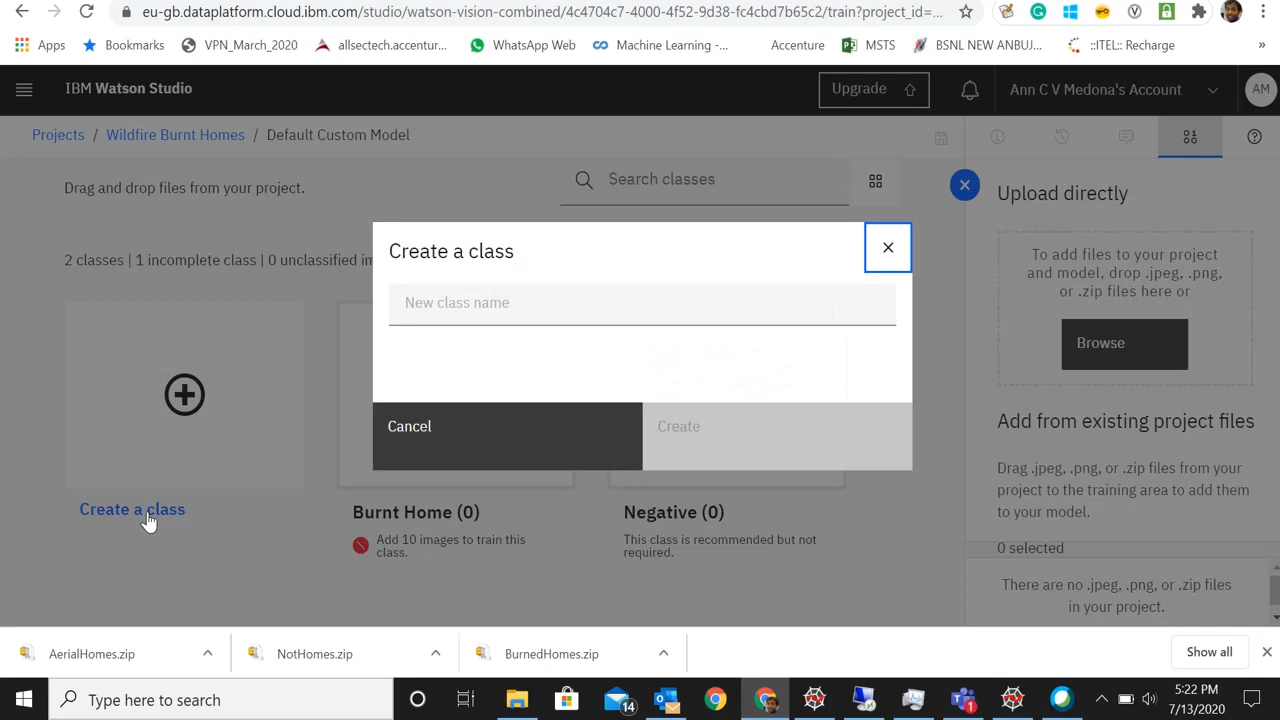 eu-gb.dataplatform.cloud.ibm.com/studio/watson-vision-combined/4c4704c7-4000-4f52-9d38-fc4cbd7b65c2/train?project_id=...
Apps
Bookmarks
VPN_March_2020
allsectech.accentur...
WhatsApp Web
Machine Learning -...
Accenture
MSTS
BSNL NEW ANBUJ...
::ITEL:: Recharge
»
IBM Watson Studio
Upgrade
Ann C V Medona's Account
AM
Projects / Wildfire Burnt Homes / Default Custom Model
Drag and drop files from your project.
Search classes
Upload directly
To add files to your project
and model, drop .jpeg, .png,
or .zip files here or
Browse
2 classes | 1 incomplete class | 0 unclassified im
Create a class
New class name
Cancel
Create
Create a class
Burnt Home (0)
Add 10 images to train this
class.
Negative (0)
This class is recommended but not
required.
Add from existing project files
Drag .jpeg, .png, or .zip files from your
project to the training area to add them
to your model.
0 selected
There are no .jpeg, .png, or .zip files
in your project.
AerialHomes.zip
NotHomes.zip
BurnedHomes.zip
Show all
Type here to search
14
1
5:22 PM
7/13/2020